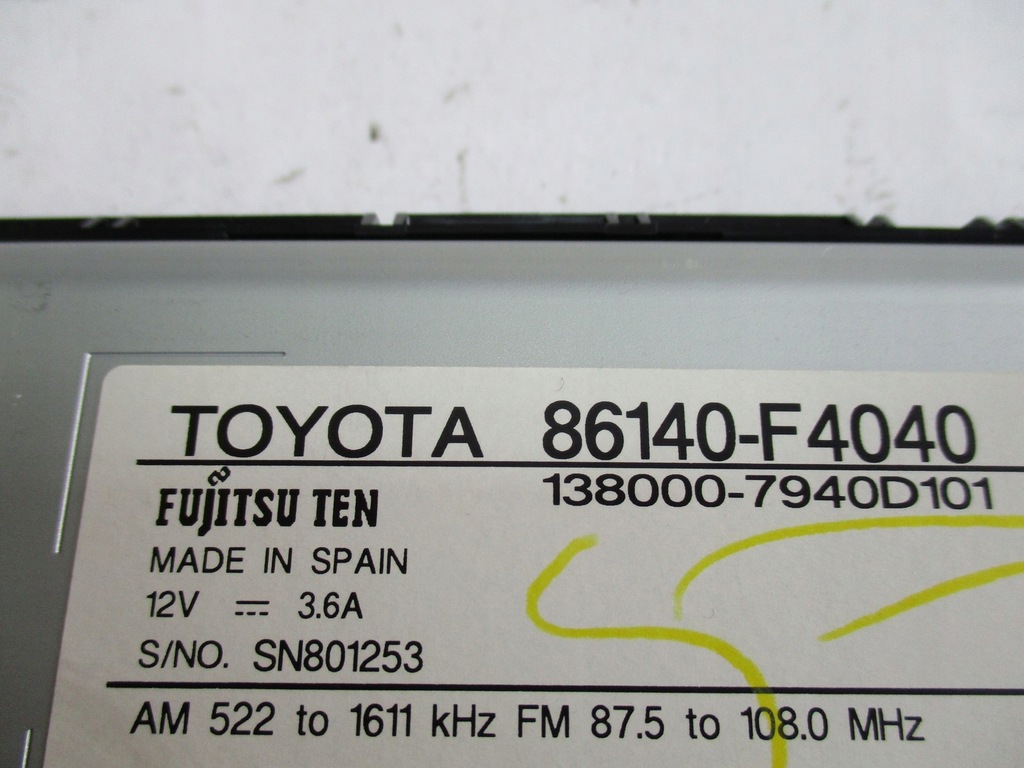 TOYOTA 86140-F4040
FUJITSU TEN 138000-7940D101
MADE IN SPAIN
12V ⎓ 3.6A
S/NO. SN801253
AM 522 to 1611 kHz FM 87.5 to 108.0 MHz